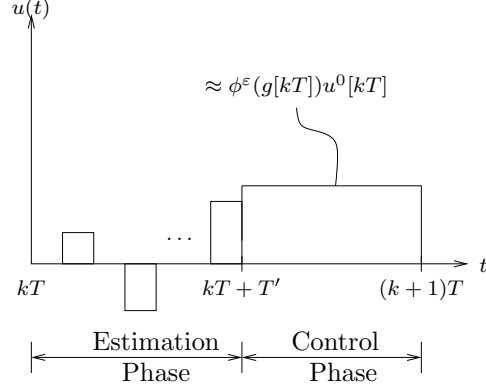 u(t)
≈ ϕ^ε(g[kT])u^0[kT]
...
t
kT
kT + T′
(k + 1)T
Estimation
Phase
Control
Phase